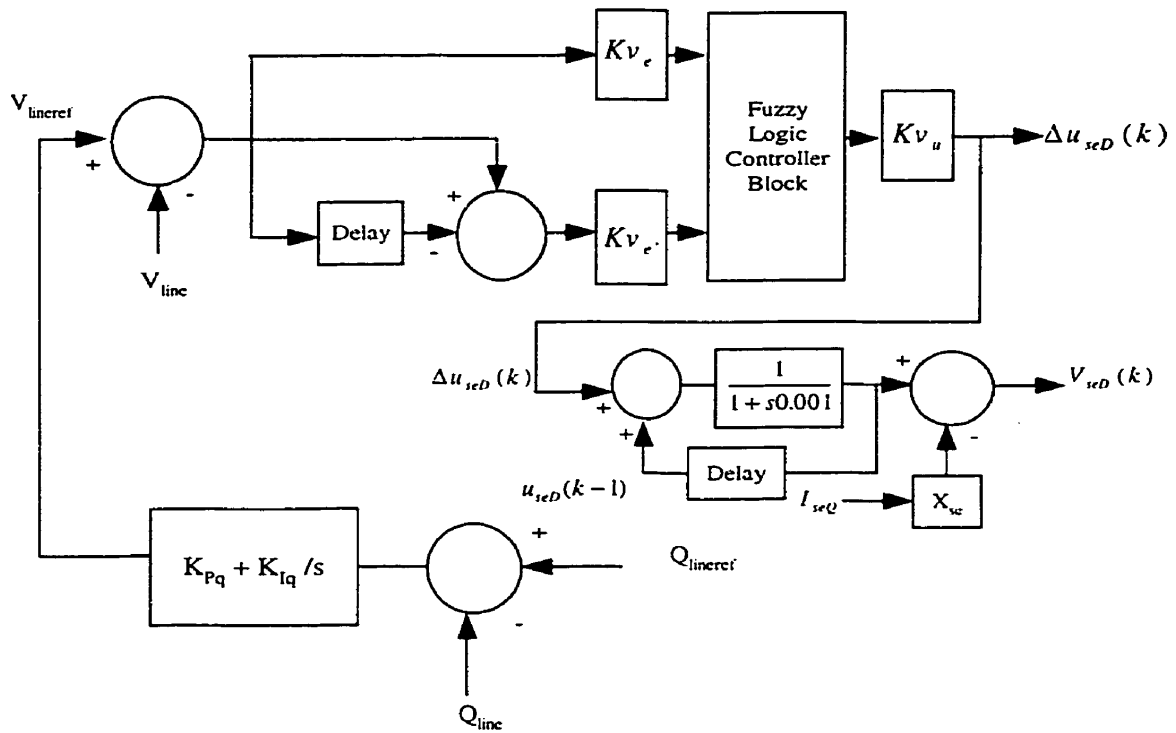 V_lineref
+
-
V_line
Delay
+
-
Kv_e
Kv_e·
Fuzzy
Logic
Controller
Block
Kv_u
Δu_seD(k)
Δu_seD(k)
+
+
1
1+s0.001
Delay
u_seD(k-1)
+
-
V_seD(k)
I_seQ
X_se
K_Pq + K_Iq /s
+
-
Q_lineref
Q_line